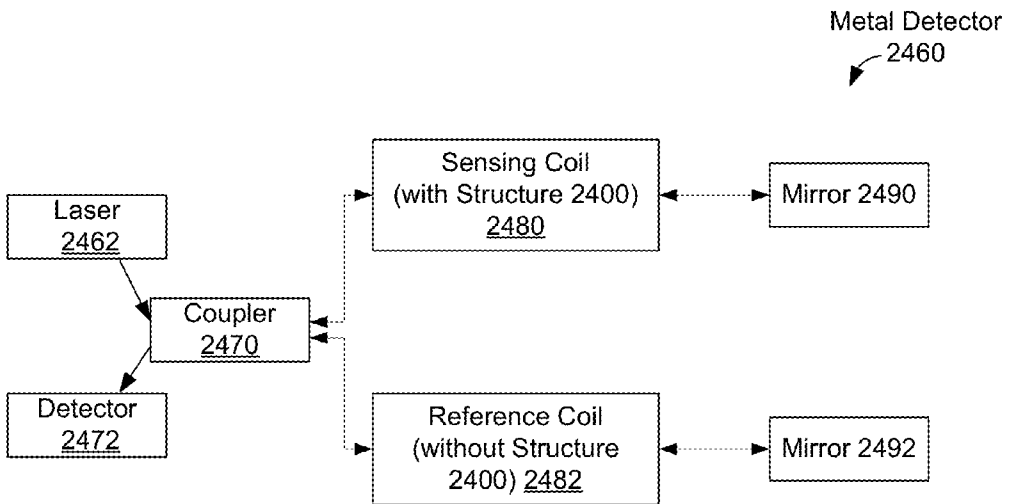 Metal Detector
2460
Sensing Coil
(with Structure 2400)
2480
Mirror 2490
Laser
2462
Coupler
2470
Detector
2472
Reference Coil
(without Structure
2400) 2482
Mirror 2492